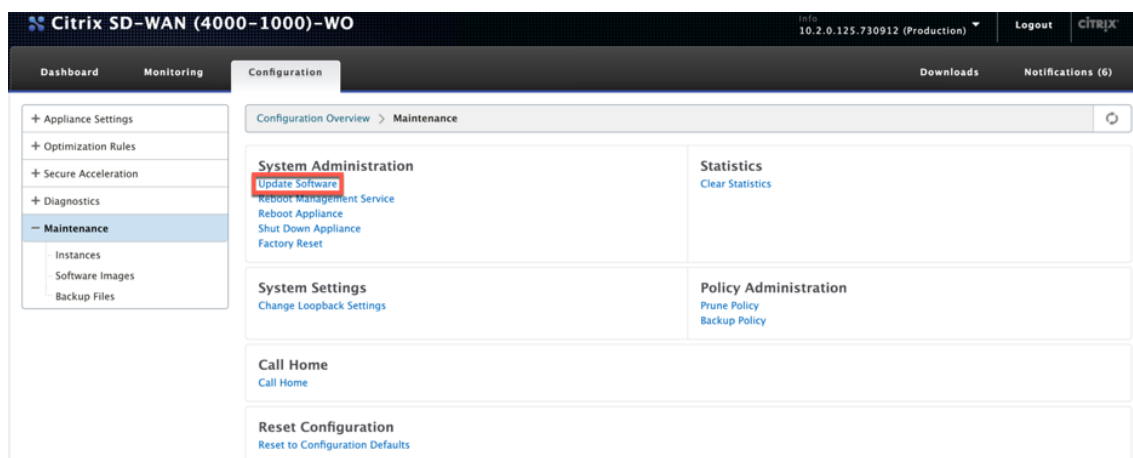 Citrix SD-WAN (4000-1000)-WO
Info
10.2.0.125.730912 (Production)
Logout
CITRIX
Dashboard
Monitoring
Configuration
Downloads
Notifications (6)
+ Appliance Settings
+ Optimization Rules
+ Secure Acceleration
+ Diagnostics
− Maintenance
Instances
Software Images
Backup Files
Configuration Overview > Maintenance
System Administration
Update Software
Reboot Management Service
Reboot Appliance
Shut Down Appliance
Factory Reset
Statistics
Clear Statistics
System Settings
Change Loopback Settings
Policy Administration
Prune Policy
Backup Policy
Call Home
Call Home
Reset Configuration
Reset to Configuration Defaults